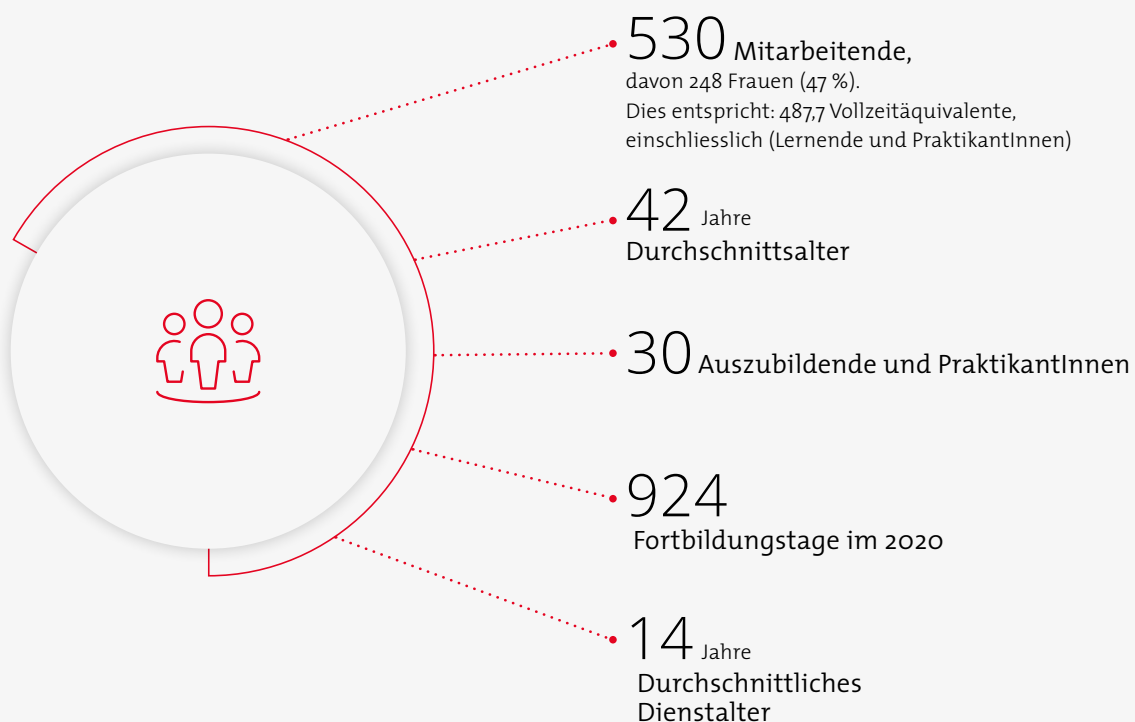 530 Mitarbeitende,
davon 248 Frauen (47 %).
Dies entspricht: 487,7 Vollzeitäquivalente,
einschliesslich (Lernende und PraktikantInnen)
42 Jahre
Durchschnittsalter
30 Auszubildende und PraktikantInnen
924
Fortbildungstage im 2020
14 Jahre
Durchschnittliches
Dienstalter